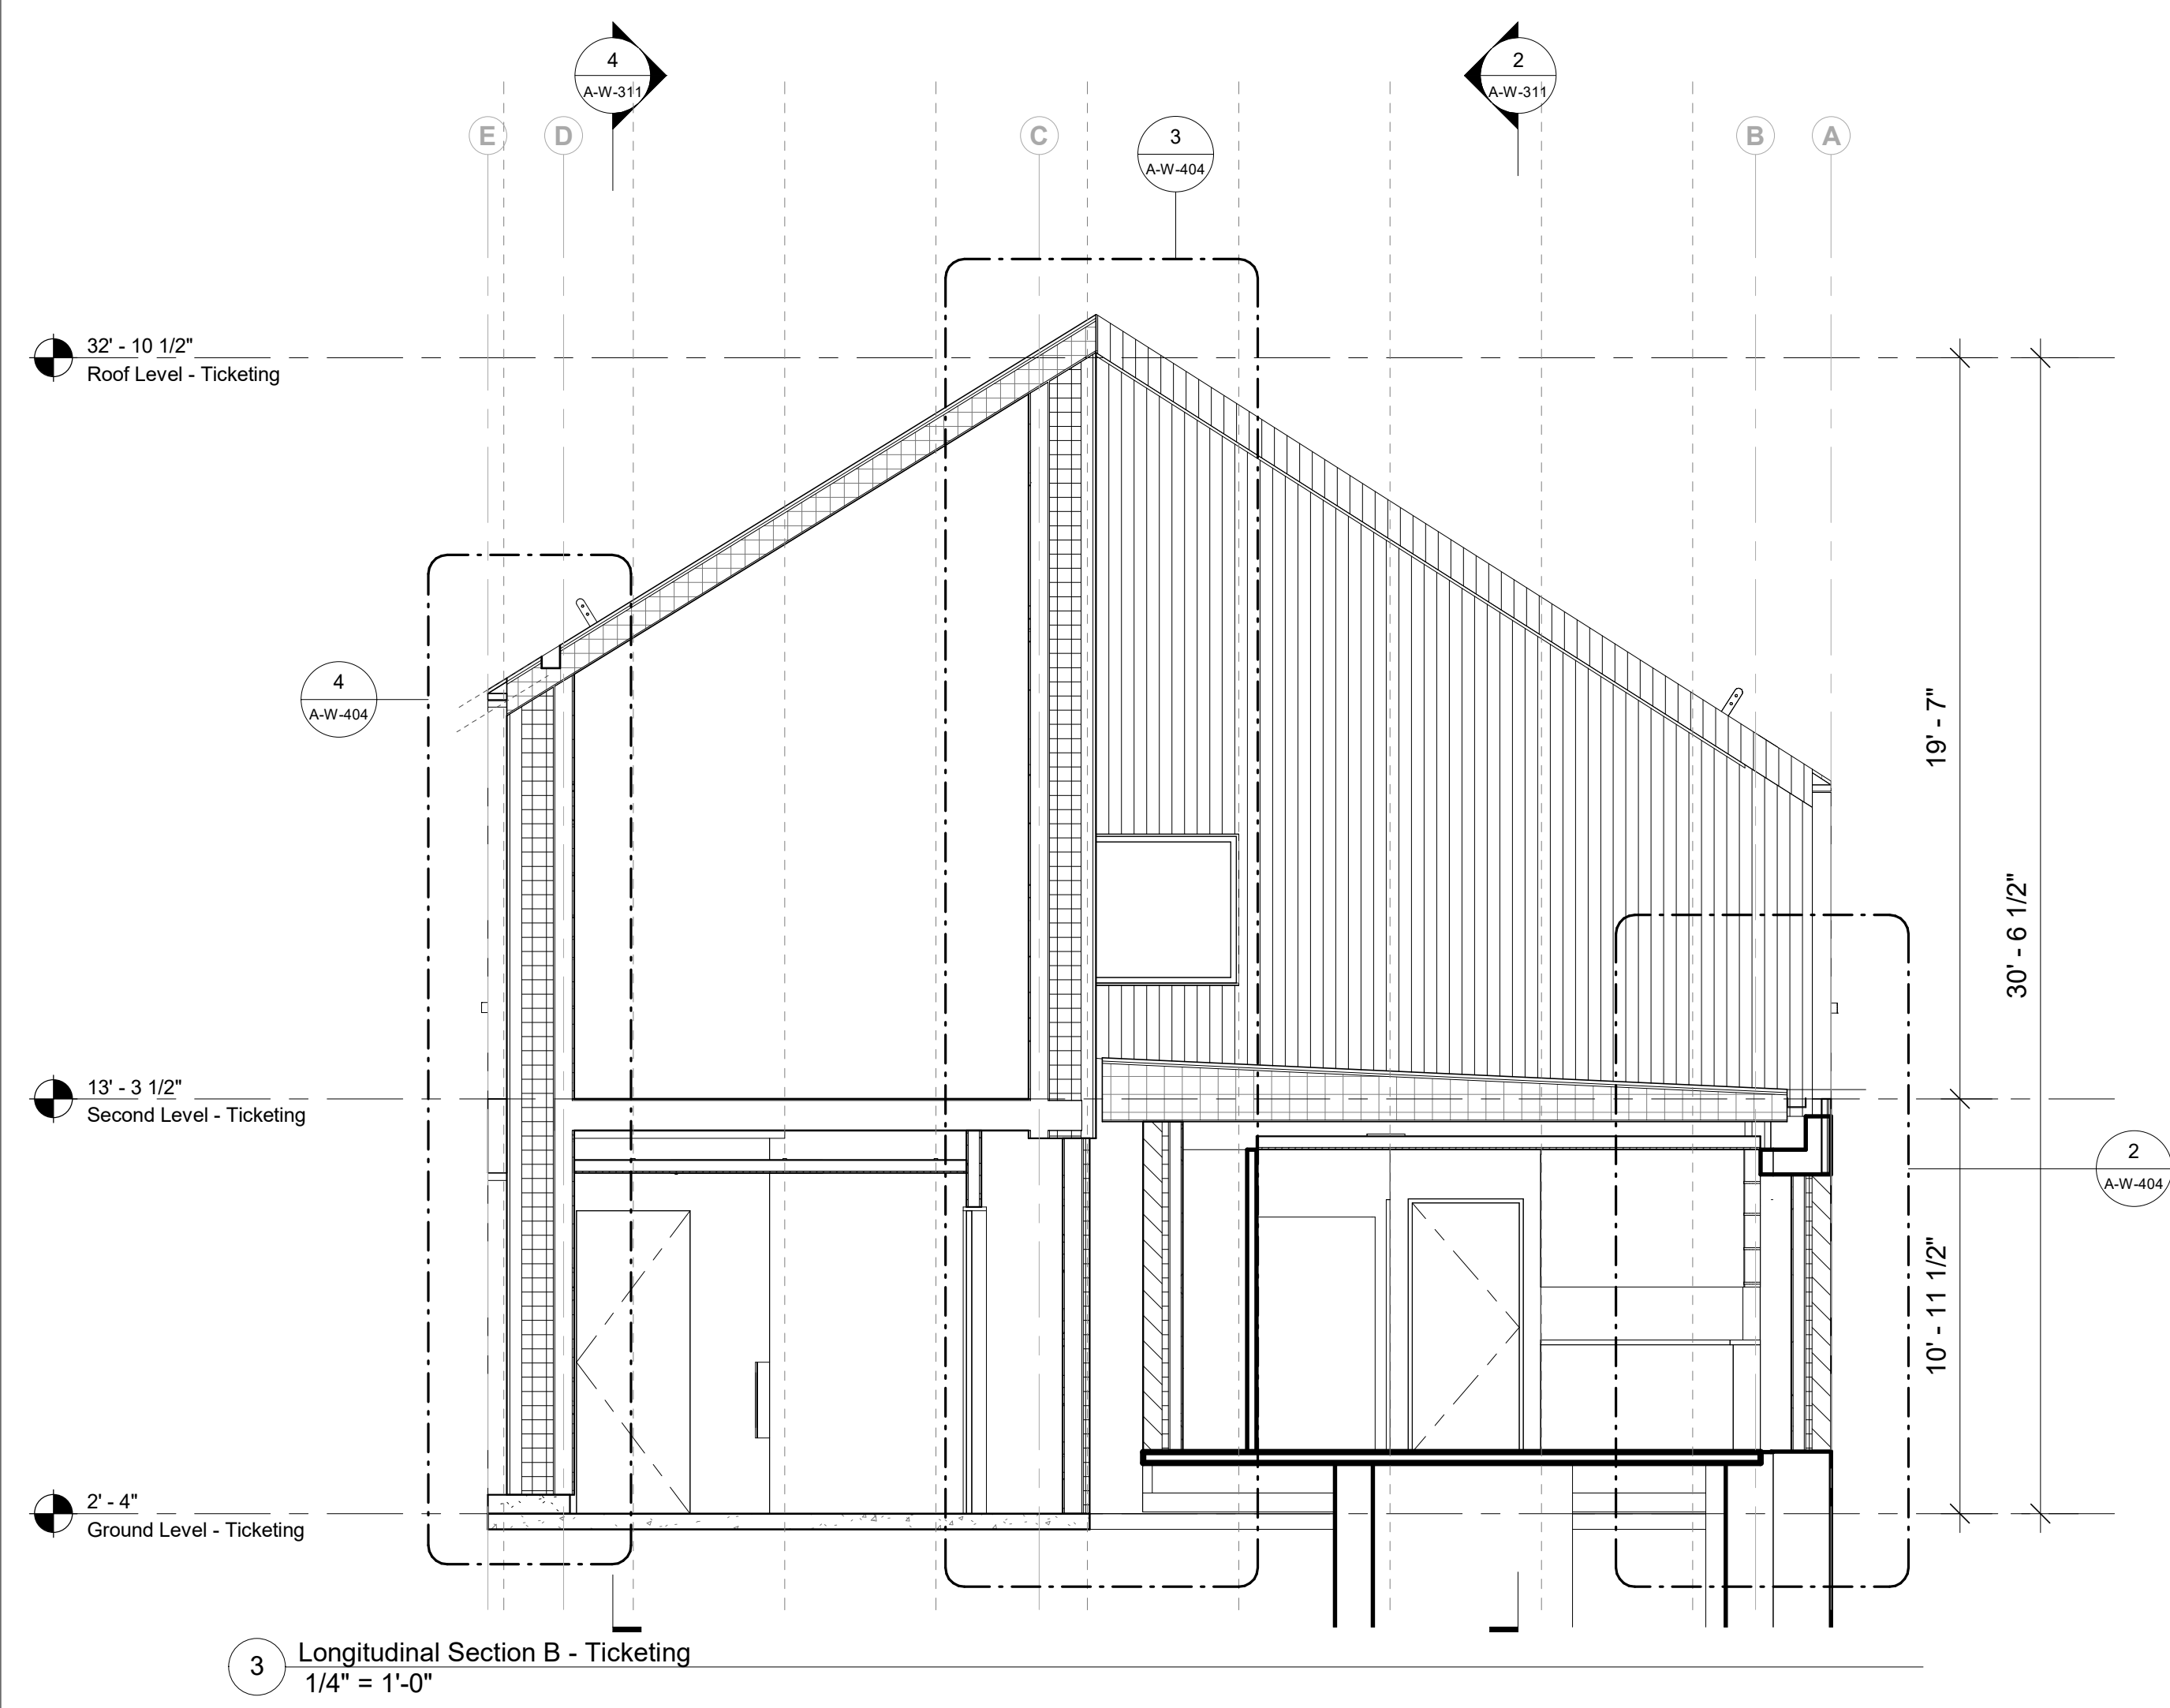 4
A-W-311
2
A-W-311
E
D
C
3
A-W-404
B
A
32' - 10 1/2"
Roof Level - Ticketing
4
A-W-404
19' - 7"
30' - 6 1/2"
13' - 3 1/2"
Second Level - Ticketing
2
A-W-404
10' - 11 1/2"
2' - 4"
Ground Level - Ticketing
3
Longitudinal Section B - Ticketing
1/4" = 1'-0"